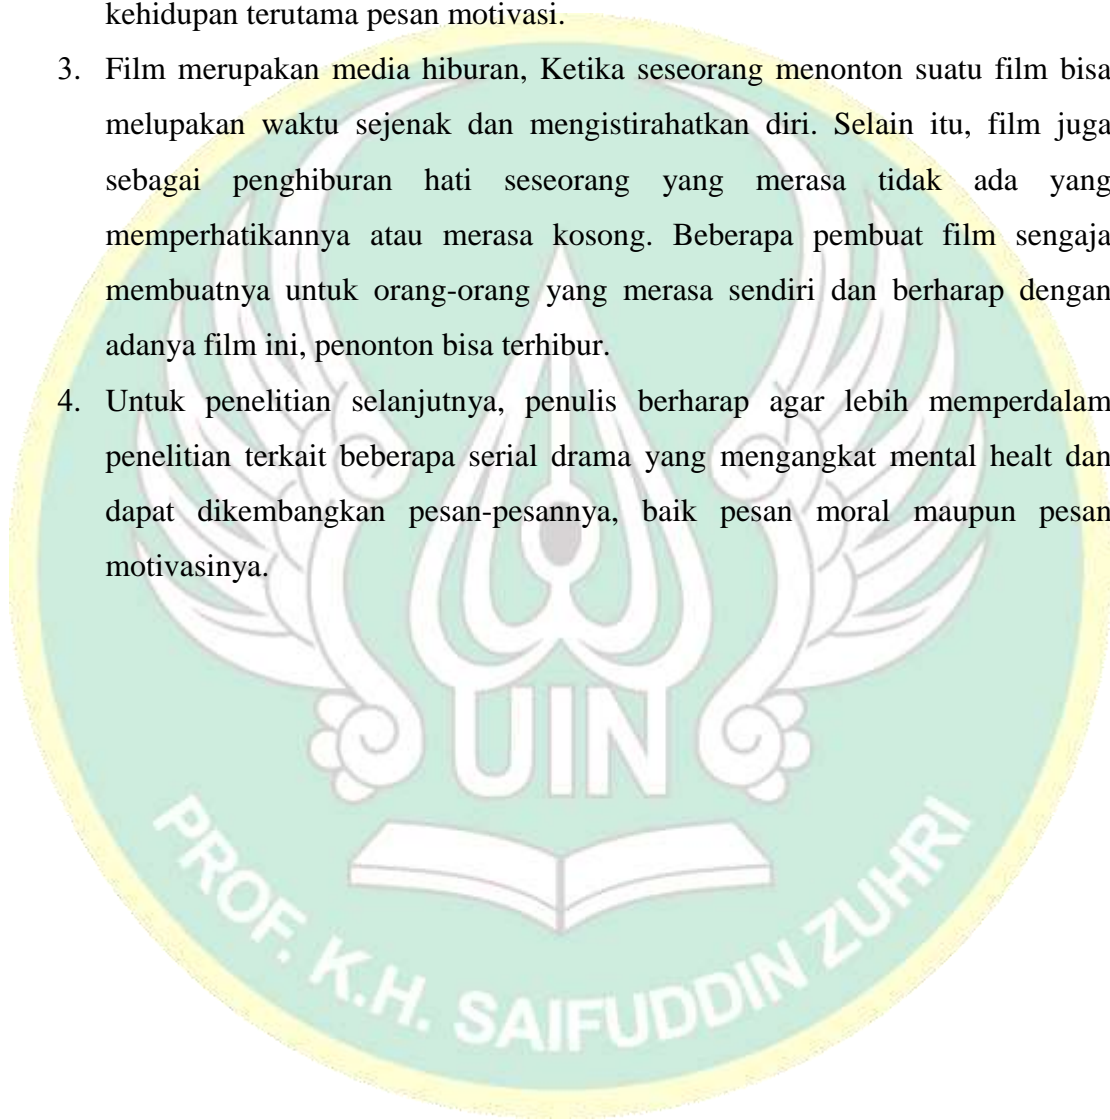 kehidupan terutama pesan motivasi.
3. Film merupakan media hiburan, Ketika seseorang menonton suatu film bisa
melupakan waktu sejenak dan mengistirahatkan diri. Selain itu, film juga
sebagai penghiburan hati seseorang yang merasa tidak ada yang
memperhatikannya atau merasa kosong. Beberapa pembuat film sengaja
membuatnya untuk orang-orang yang merasa sendiri dan berharap dengan
adanya film ini, penonton bisa terhibur.
4. Untuk penelitian selanjutnya, penulis berharap agar lebih memperdalam
penelitian terkait beberapa serial drama yang mengangkat mental healt dan
dapat dikembangkan pesan-pesannya, baik pesan moral maupun pesan
motivasinya.
UIN
PROF. K.H. SAIFUDDIN ZUHRI